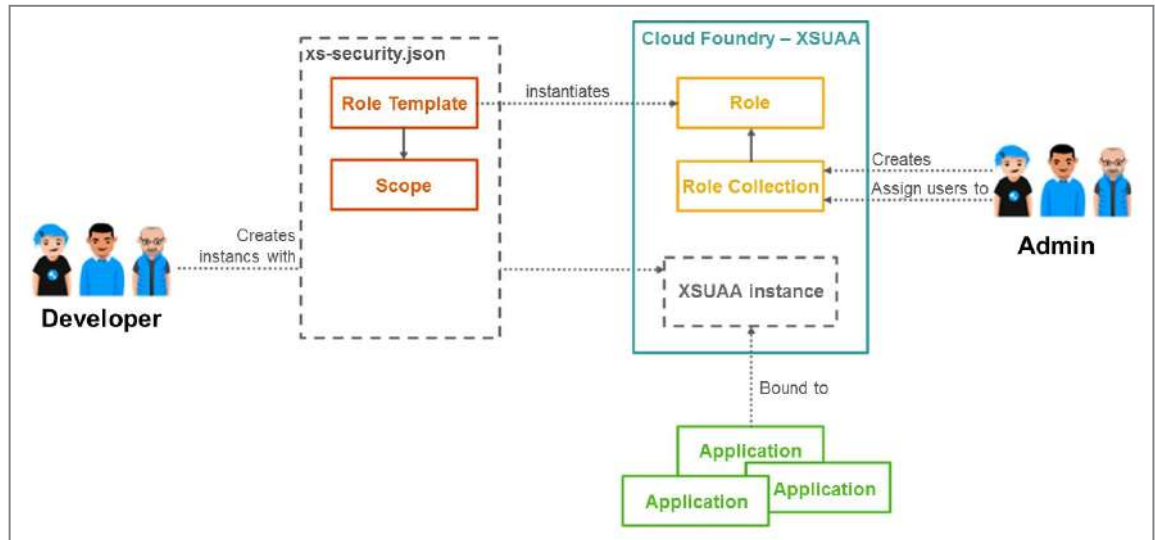 xs-security.json
Role Template
Scope
instantiates
Cloud Foundry – XSUAA
Role
Role Collection
Creates
Assign users to
Admin
Creates
instancs with
Developer
XSUAA instance
Bound to
Application
Application
Application